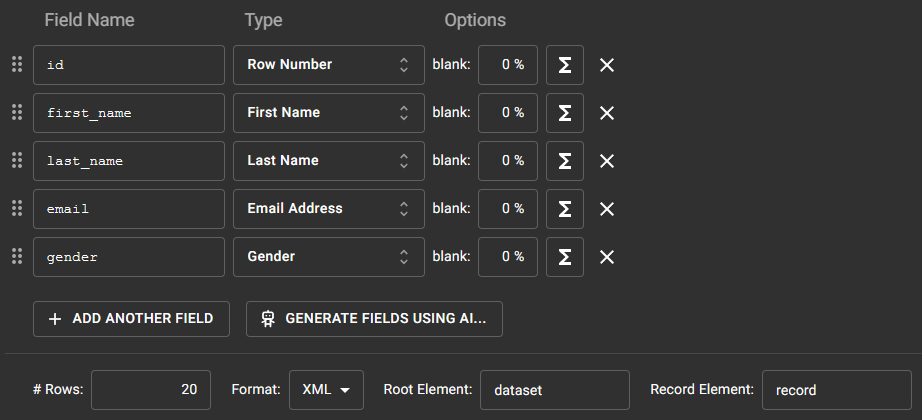 Field Name Type Options
id Row Number blank: 0 % Σ
first_name First Name blank: 0 % Σ
last_name Last Name blank: 0 % Σ
email Email Address blank: 0 % Σ
gender Gender blank: 0 % Σ
ADD ANOTHER FIELD GENERATE FIELDS USING AI...
# Rows: 20 Format: XML Root Element: dataset Record Element: record